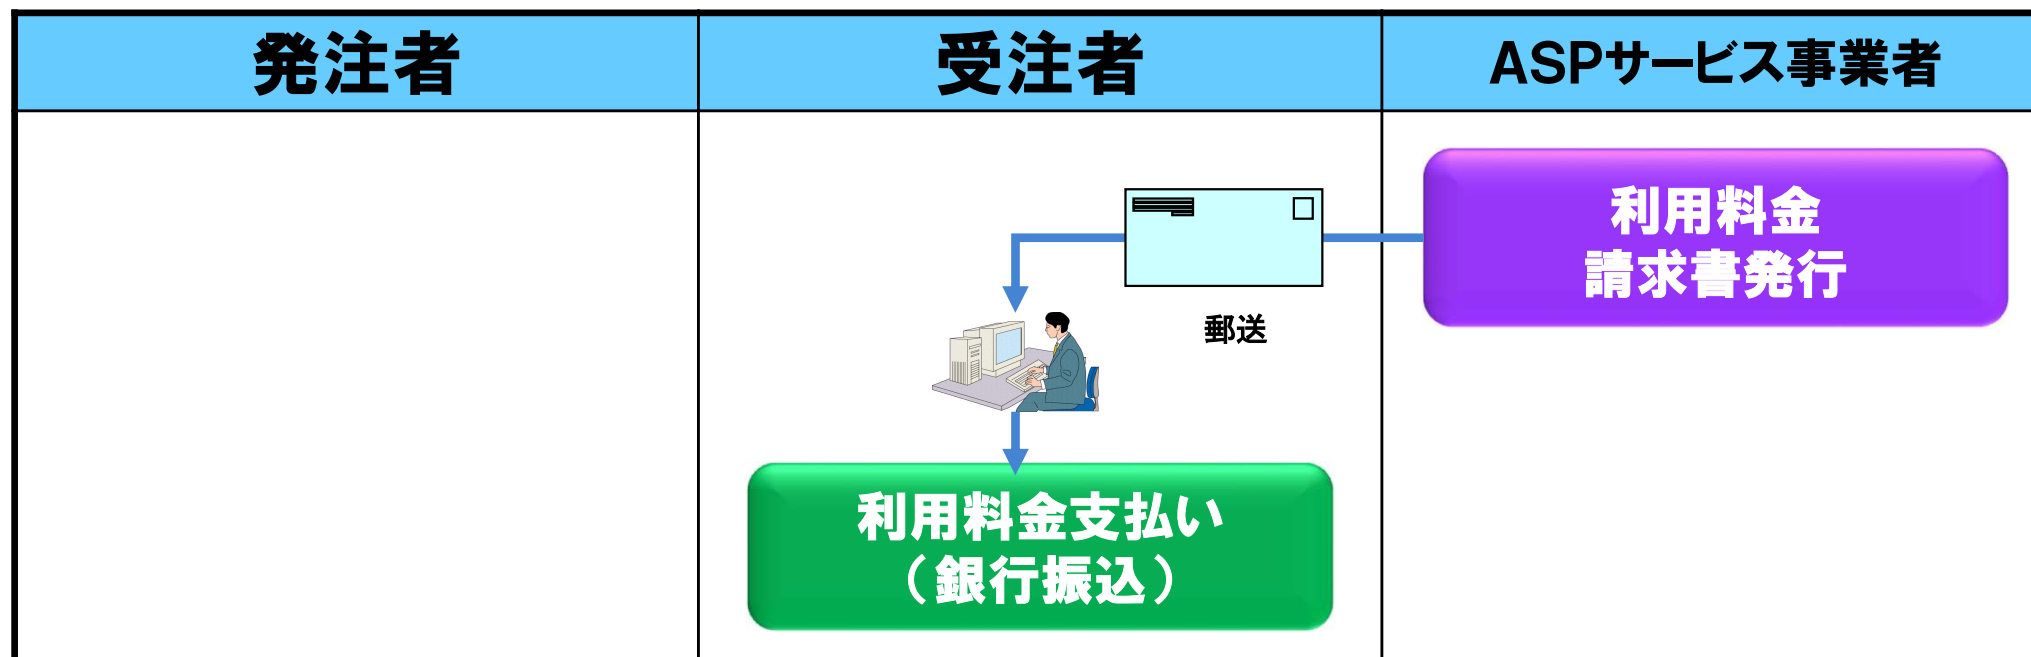 発注者
受注者
ASPサービス事業者
利用料金
請求書発行
郵送
利用料金支払い
（銀行振込）